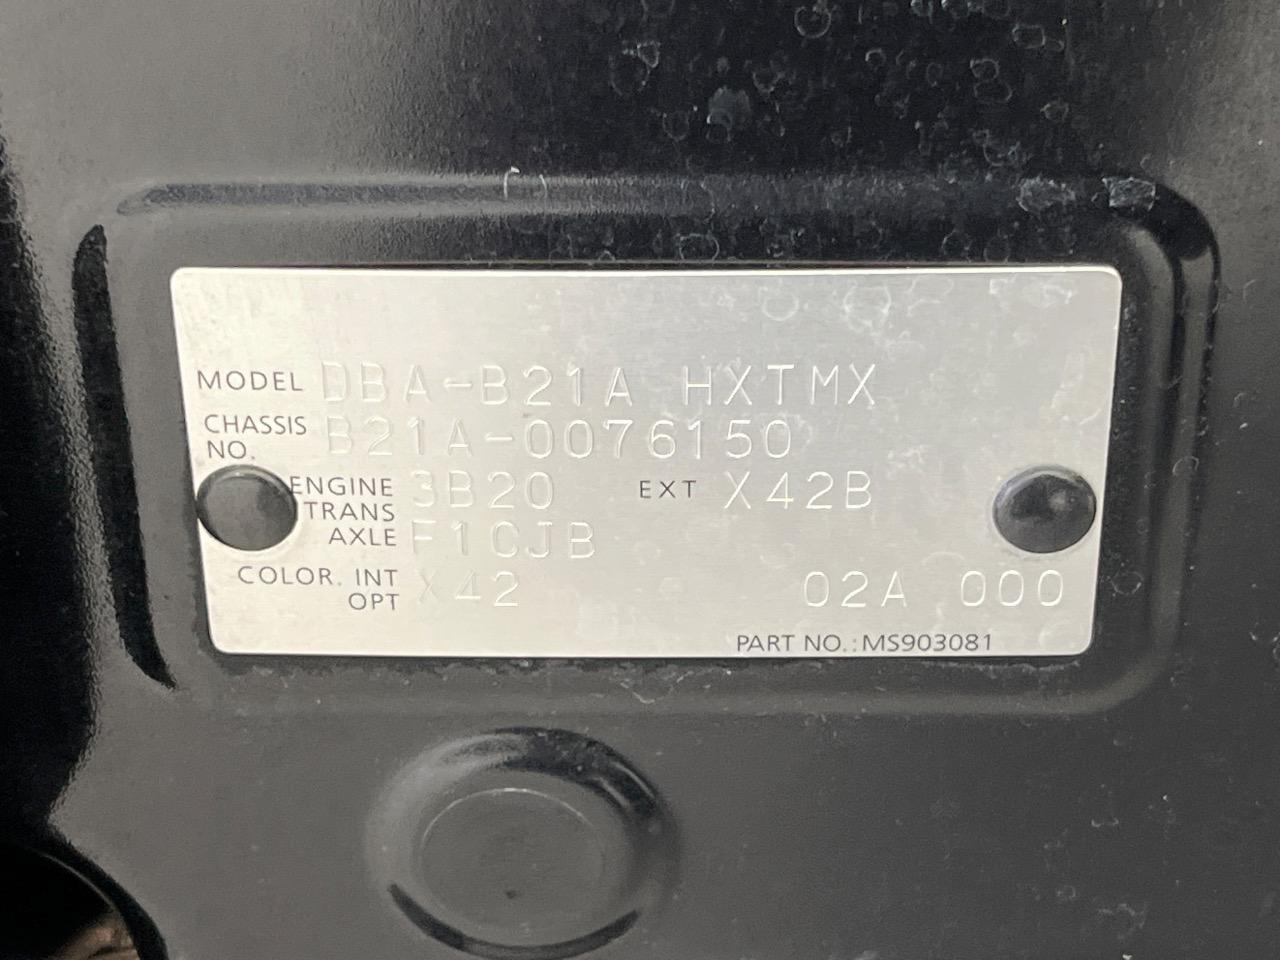 MODEL DBA-B21A HXTMX
CHASSIS NO. B21A-0076150
ENGINE 3B20 EXT X42B
TRANS AXLE F1CJB
COLOR. INT OPT X42 02A 000
PART NO.: MS903081